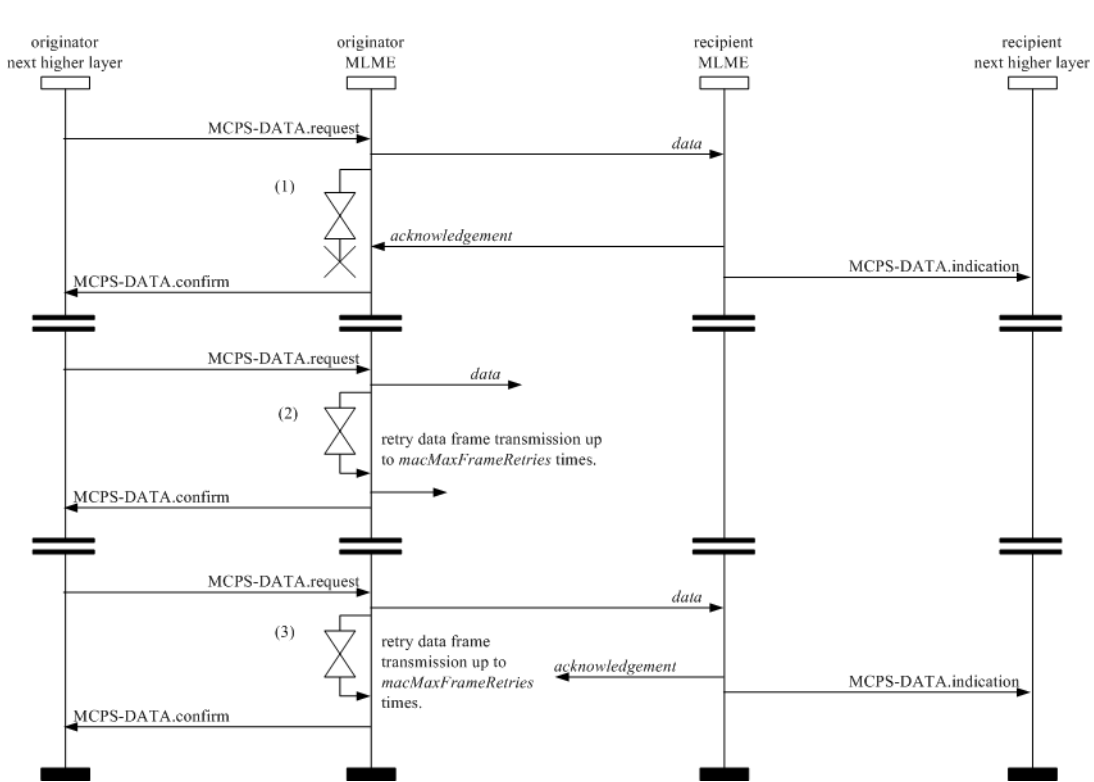 originator
next higher layer
originator
MLME
recipient
MLME
recipient
next higher layer
MCPS-DATA.request
data
(1)
acknowledgement
MCPS-DATA.indication
MCPS-DATA.confirm
MCPS-DATA.request
data
(2)
retry data frame transmission up
to macMaxFrameRetries times.
MCPS-DATA.confirm
MCPS-DATA.request
data
(3)
retry data frame
transmission up to
macMaxFrameRetries
times.
acknowledgement
MCPS-DATA.indication
MCPS-DATA.confirm